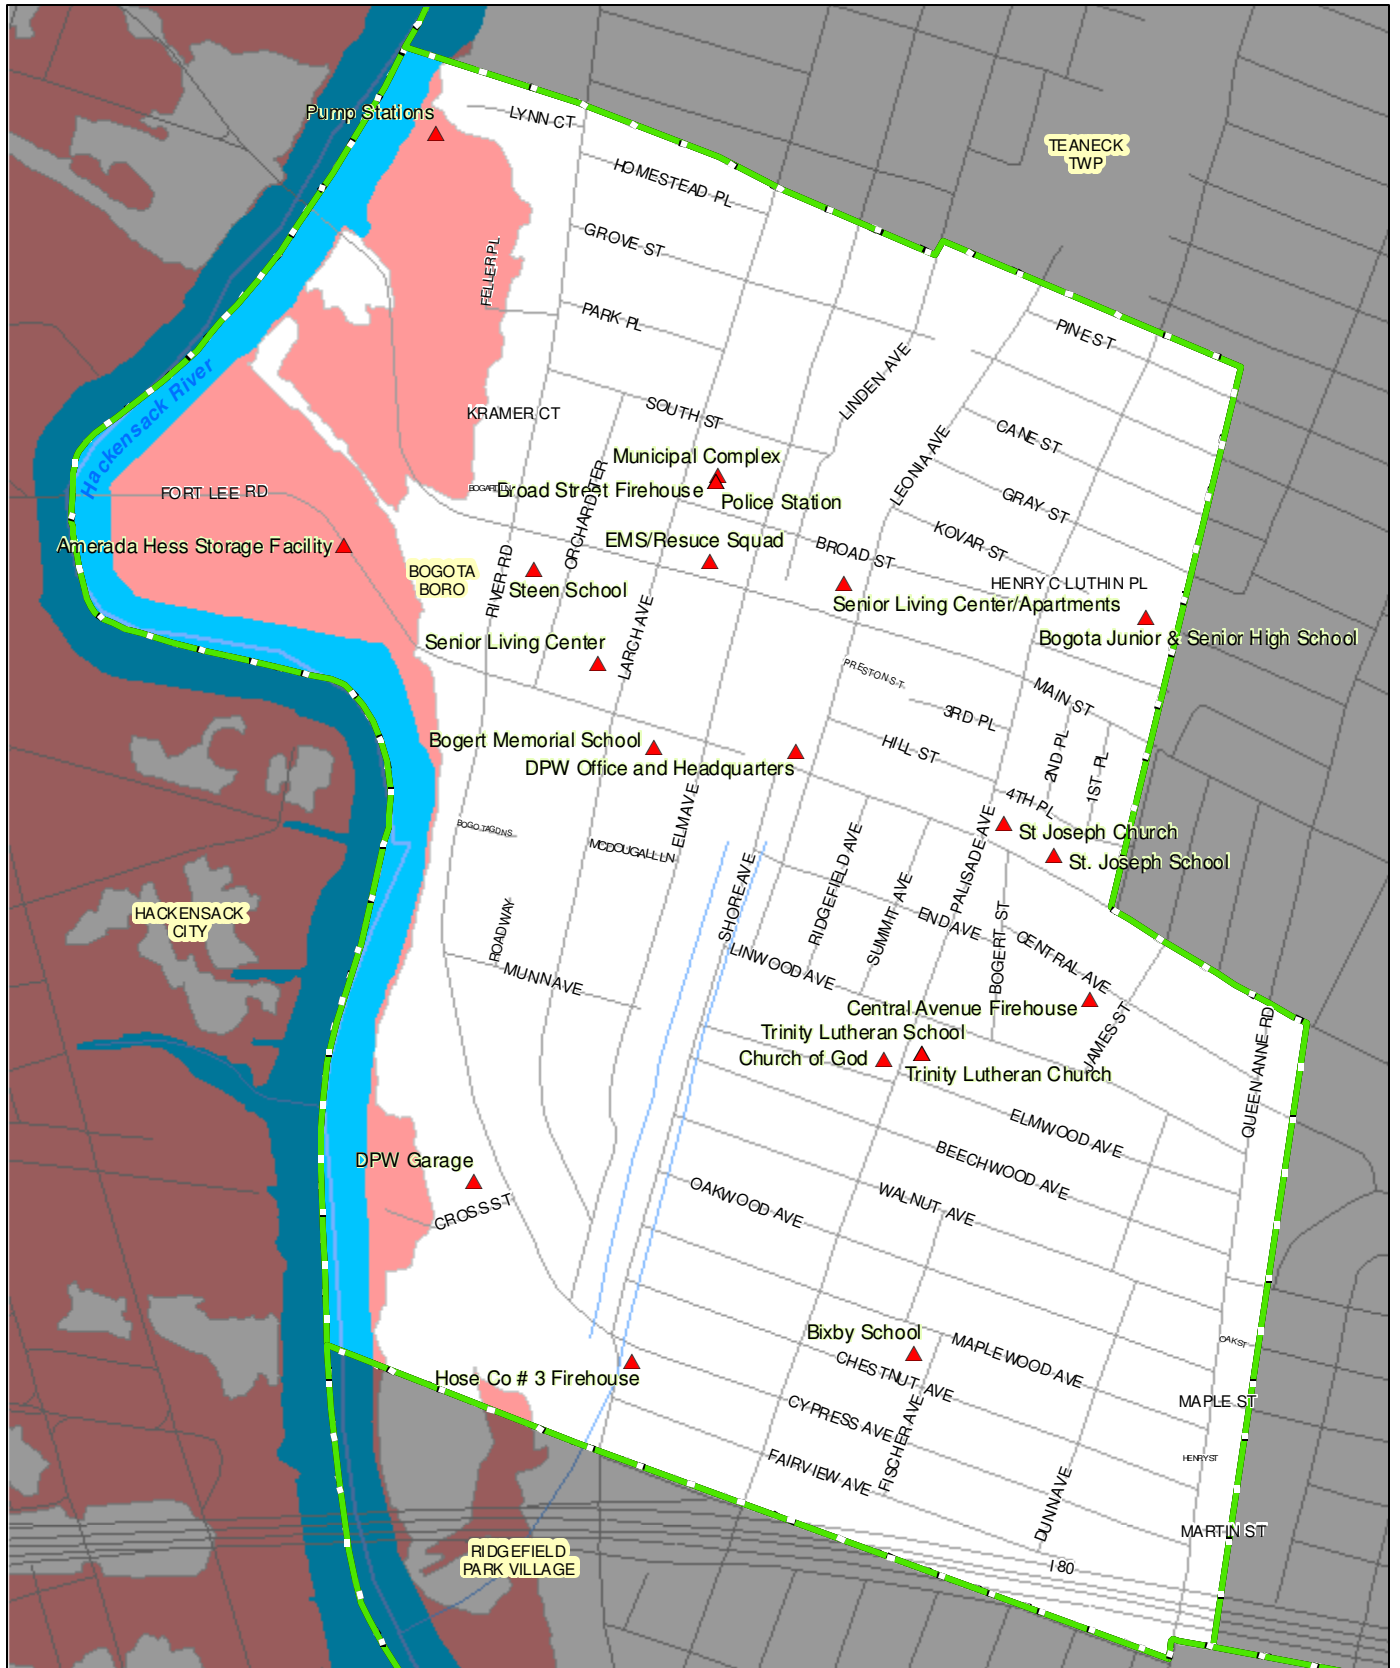 Pump Stations
LYNN CT
TEANECK
TWP
HOMESTEAD PL
GROVE ST
FELLER PL
PARK PL
PINE ST
Hackensack River
LINDEN AVE
KRAMER CT
SOUTH ST
CANE ST
LEONIA AVE
Municipal Complex
BOGART LN
Broad Street Firehouse
FORT LEE RD
Police Station
GRAY ST
ORCHARD TER
Amerada Hess Storage Facility
EMS/Resuce Squad
BROAD ST
KOVAR ST
BOGOTA
BORO
RIVER RD
Steen School
HENRY C LUTHIN PL
Senior Living Center/Apartments
Bogota Junior & Senior High School
Senior Living Center
LARCH AVE
PRESTON ST
MAIN ST
3RD PL
Bogert Memorial School
HILL ST
2ND PL
1ST PL
DPW Office and Headquarters
4TH PL
ELM AVE
BOGOTA GDNS
MCDOUGALL LN
PALISADE AVE
St Joseph Church
St. Joseph School
SHORE AVE
RIDGEFIELD AVE
SUMMIT AVE
HACKENSACK
CITY
ROADWAY
END AVE
BOGERT ST
CENTRAL AVE
MUNN AVE
LINWOOD AVE
Central Avenue Firehouse
Trinity Lutheran School
JAMES ST
QUEEN ANNE RD
Church of God
Trinity Lutheran Church
ELMWOOD AVE
DPW Garage
BEECHWOOD AVE
CROSS ST
OAKWOOD AVE
WALNUT AVE
Bixby School
OAK ST
MAPLEWOOD AVE
Hose Co # 3 Firehouse
CHESTNUT AVE
MAPLE ST
CYPRESS AVE
FISCHER AVE
HENRY ST
FAIRVIEW AVE
DUNN AVE
MARTIN ST
RIDGEFIELD
PARK VILLAGE
I 80